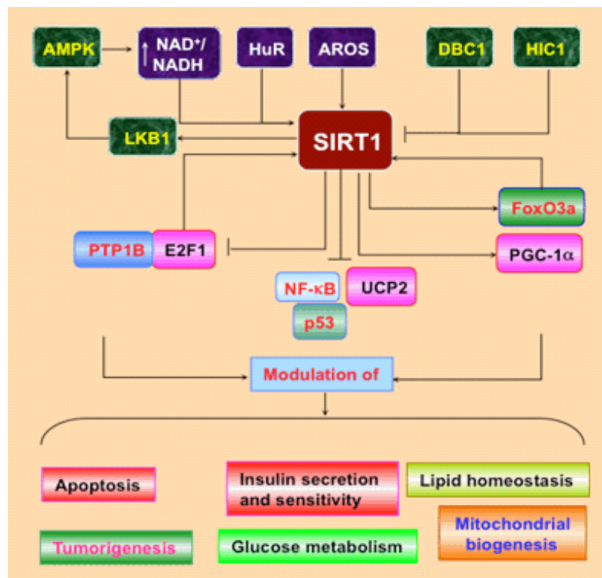 AMPK
NAD+/
NADH
HuR
AROS
DBC1
HIC1
LKB1
SIRT1
FoxO3a
PTP1B
E2F1
PGC-1α
NF-κB
UCP2
p53
Modulation of
Apoptosis
Insulin secretion
and sensitivity
Lipid homeostasis
Tumorigenesis
Glucose metabolism
Mitochondrial
biogenesis